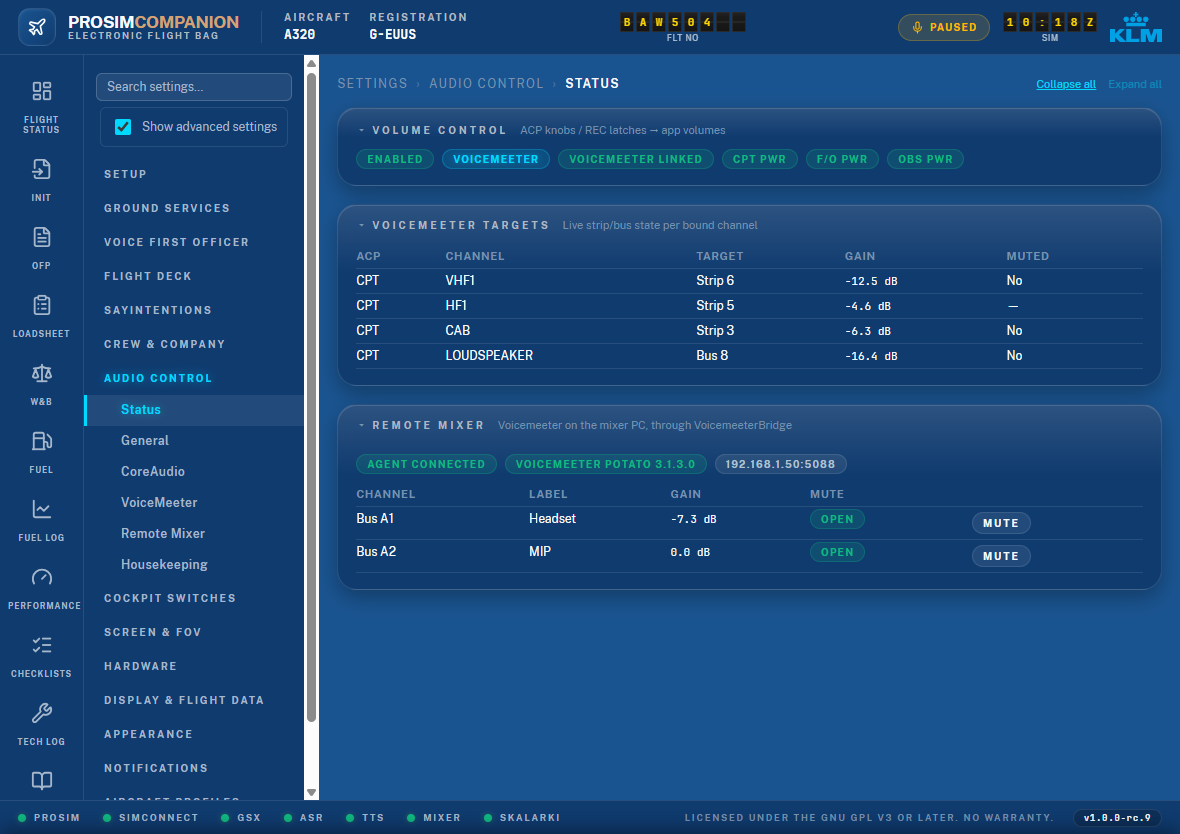 PROSIMCOMPANION
ELECTRONIC FLIGHT BAG
AIRCRAFT
A320
REGISTRATION
G-EUUS
BAW504
FLT NO
PAUSED
10:18Z
SIM
KLM
FLIGHT STATUS
INIT
OFP
LOADSHEET
W&B
FUEL
FUEL LOG
PERFORMANCE
CHECKLISTS
TECH LOG
Search settings...
Show advanced settings
SETUP
GROUND SERVICES
VOICE FIRST OFFICER
FLIGHT DECK
SAYINTENTIONS
CREW & COMPANY
AUDIO CONTROL
Status
General
CoreAudio
VoiceMeeter
Remote Mixer
Housekeeping
COCKPIT SWITCHES
SCREEN & FOV
HARDWARE
DISPLAY & FLIGHT DATA
APPEARANCE
NOTIFICATIONS
AIRCRAFT PROFILES
SETTINGS › AUDIO CONTROL › STATUS
Collapse all Expand all
- VOLUME CONTROL ACP knobs / REC latches → app volumes
ENABLED VOICEMEETER VOICEMEETER LINKED CPT PWR F/O PWR OBS PWR
- VOICEMEETER TARGETS Live strip/bus state per bound channel
ACP CHANNEL TARGET GAIN MUTED
CPT VHF1 Strip 6 -12.5 dB No
CPT HF1 Strip 5 -4.6 dB —
CPT CAB Strip 3 -6.3 dB No
CPT LOUDSPEAKER Bus 8 -16.4 dB No
- REMOTE MIXER Voicemeeter on the mixer PC, through VoicemeeterBridge
AGENT CONNECTED VOICEMEETER POTATO 3.1.3.0 192.168.1.50:5088
CHANNEL LABEL GAIN MUTE
Bus A1 Headset -7.3 dB OPEN MUTE
Bus A2 MIP 0.0 dB OPEN MUTE
PROSIM SIMCONNECT GSX ASR TTS MIXER SKALARKI
LICENSED UNDER THE GNU GPL V3 OR LATER. NO WARRANTY.
v1.0.0-rc.9